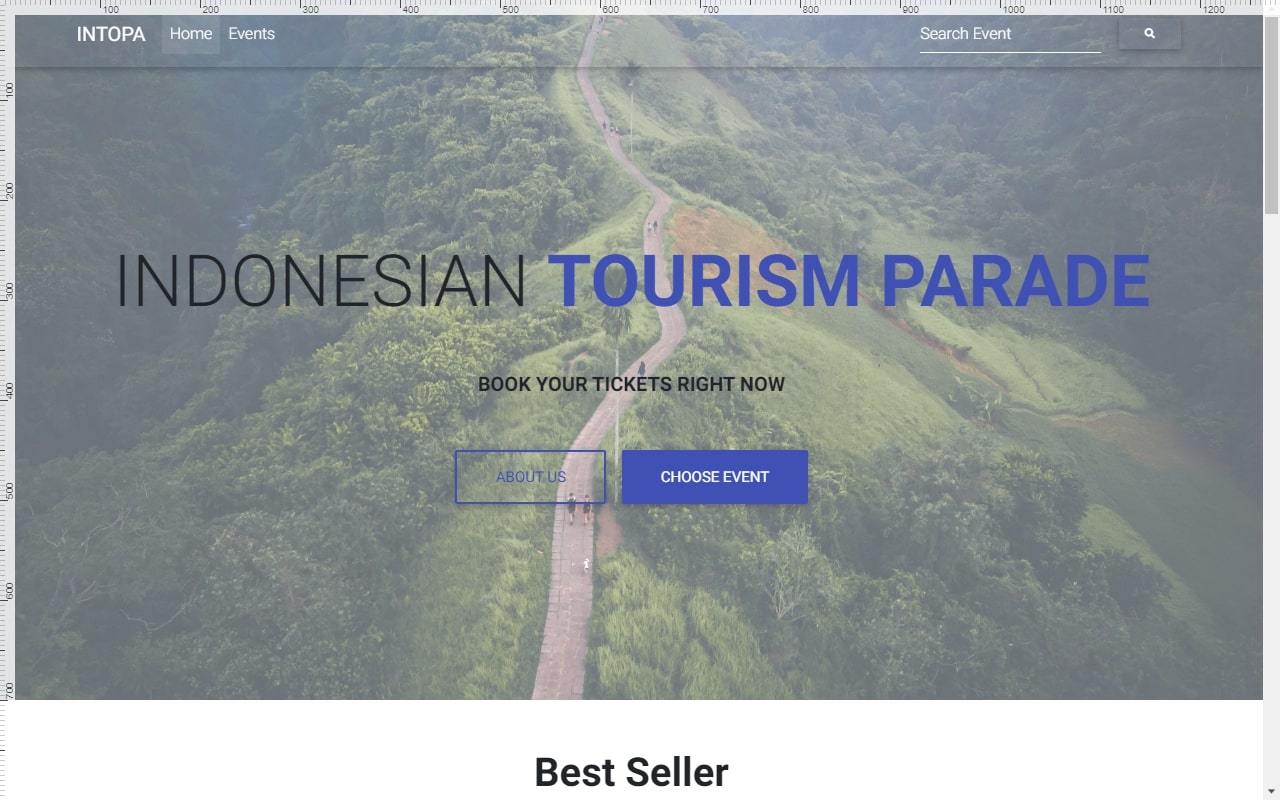 100 200 300 400 500 600 700 800 900 1000 1100 1200
INTOPA Home Events Search Event
100
200
INDONESIAN TOURISM PARADE
300
BOOK YOUR TICKETS RIGHT NOW
400
ABOUT US CHOOSE EVENT
500
600
700
Best Seller